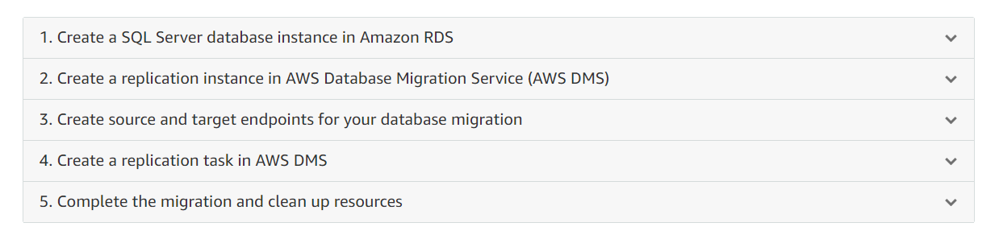 1. Create a SQL Server database instance in Amazon RDS
2. Create a replication instance in AWS Database Migration Service (AWS DMS)
3. Create source and target endpoints for your database migration
4. Create a replication task in AWS DMS
5. Complete the migration and clean up resources